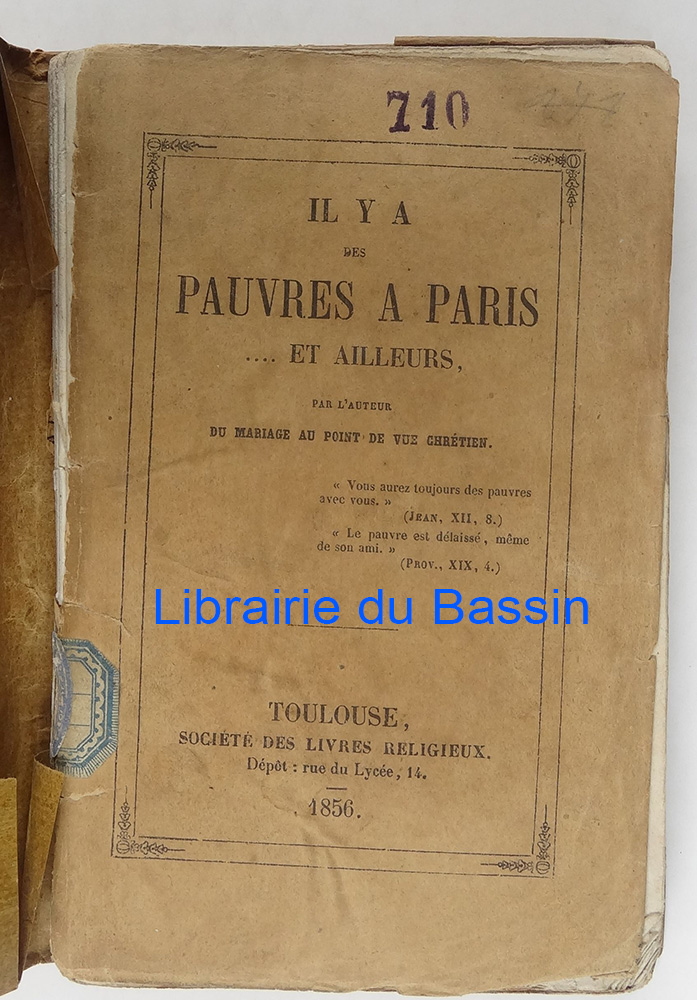 710
IL Y A
DES
PAUVRES A PARIS
.... ET AILLEURS,
PAR L'AUTEUR
DU MARIAGE AU POINT DE VUE CHRÉTIEN.
« Vous aurez toujours des pauvres
avec vous. »
(JEAN, XII, 8.)
« Le pauvre est délaissé, même
de son ami. »
(PROV., XIX, 4.)
Librairie du Bassin
TOULOUSE,
SOCIÉTÉ DES LIVRES RELIGIEUX.
Dépôt : rue du Lycée, 14.
1856.